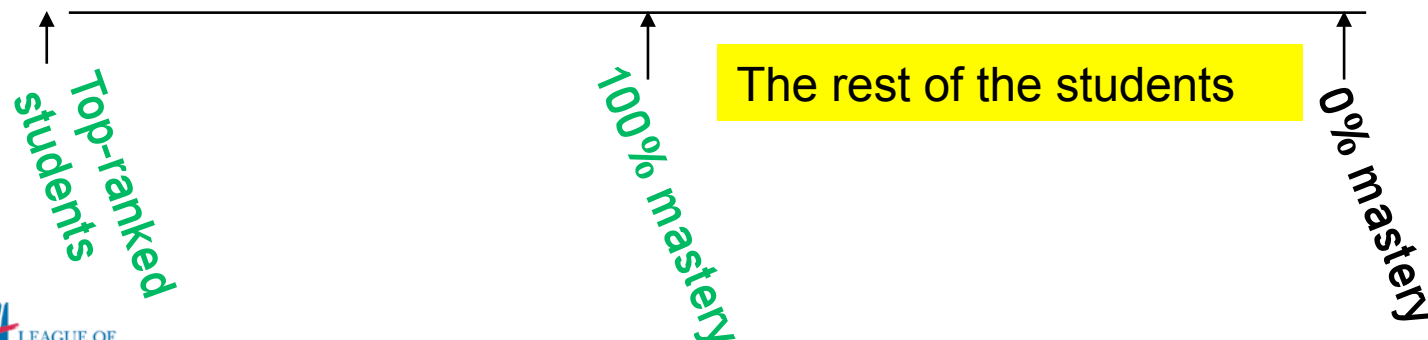 The rest of the students
Top-ranked
students
100% mastery
0% mastery
LEAGUE OF